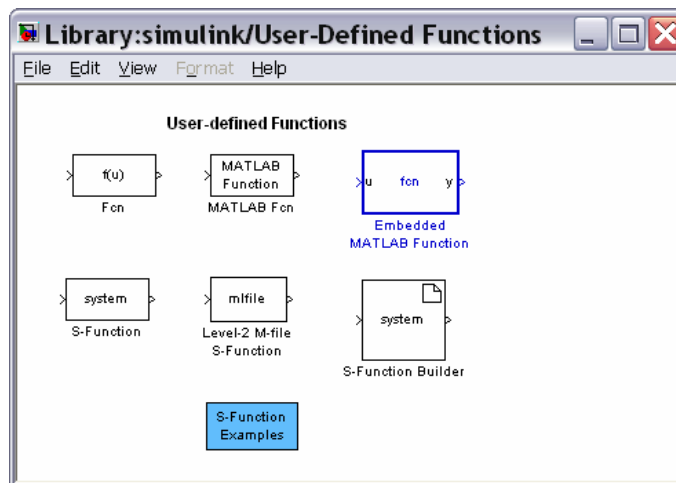 Library:simulink/User-Defined Functions
File Edit View Format Help
User-defined Functions
f(u)
Fcn
MATLAB
Function
MATLAB Fcn
u fcn y
Embedded
MATLAB Function
system
S-Function
mlfile
Level-2 M-file
S-Function
system
S-Function Builder
S-Function
Examples